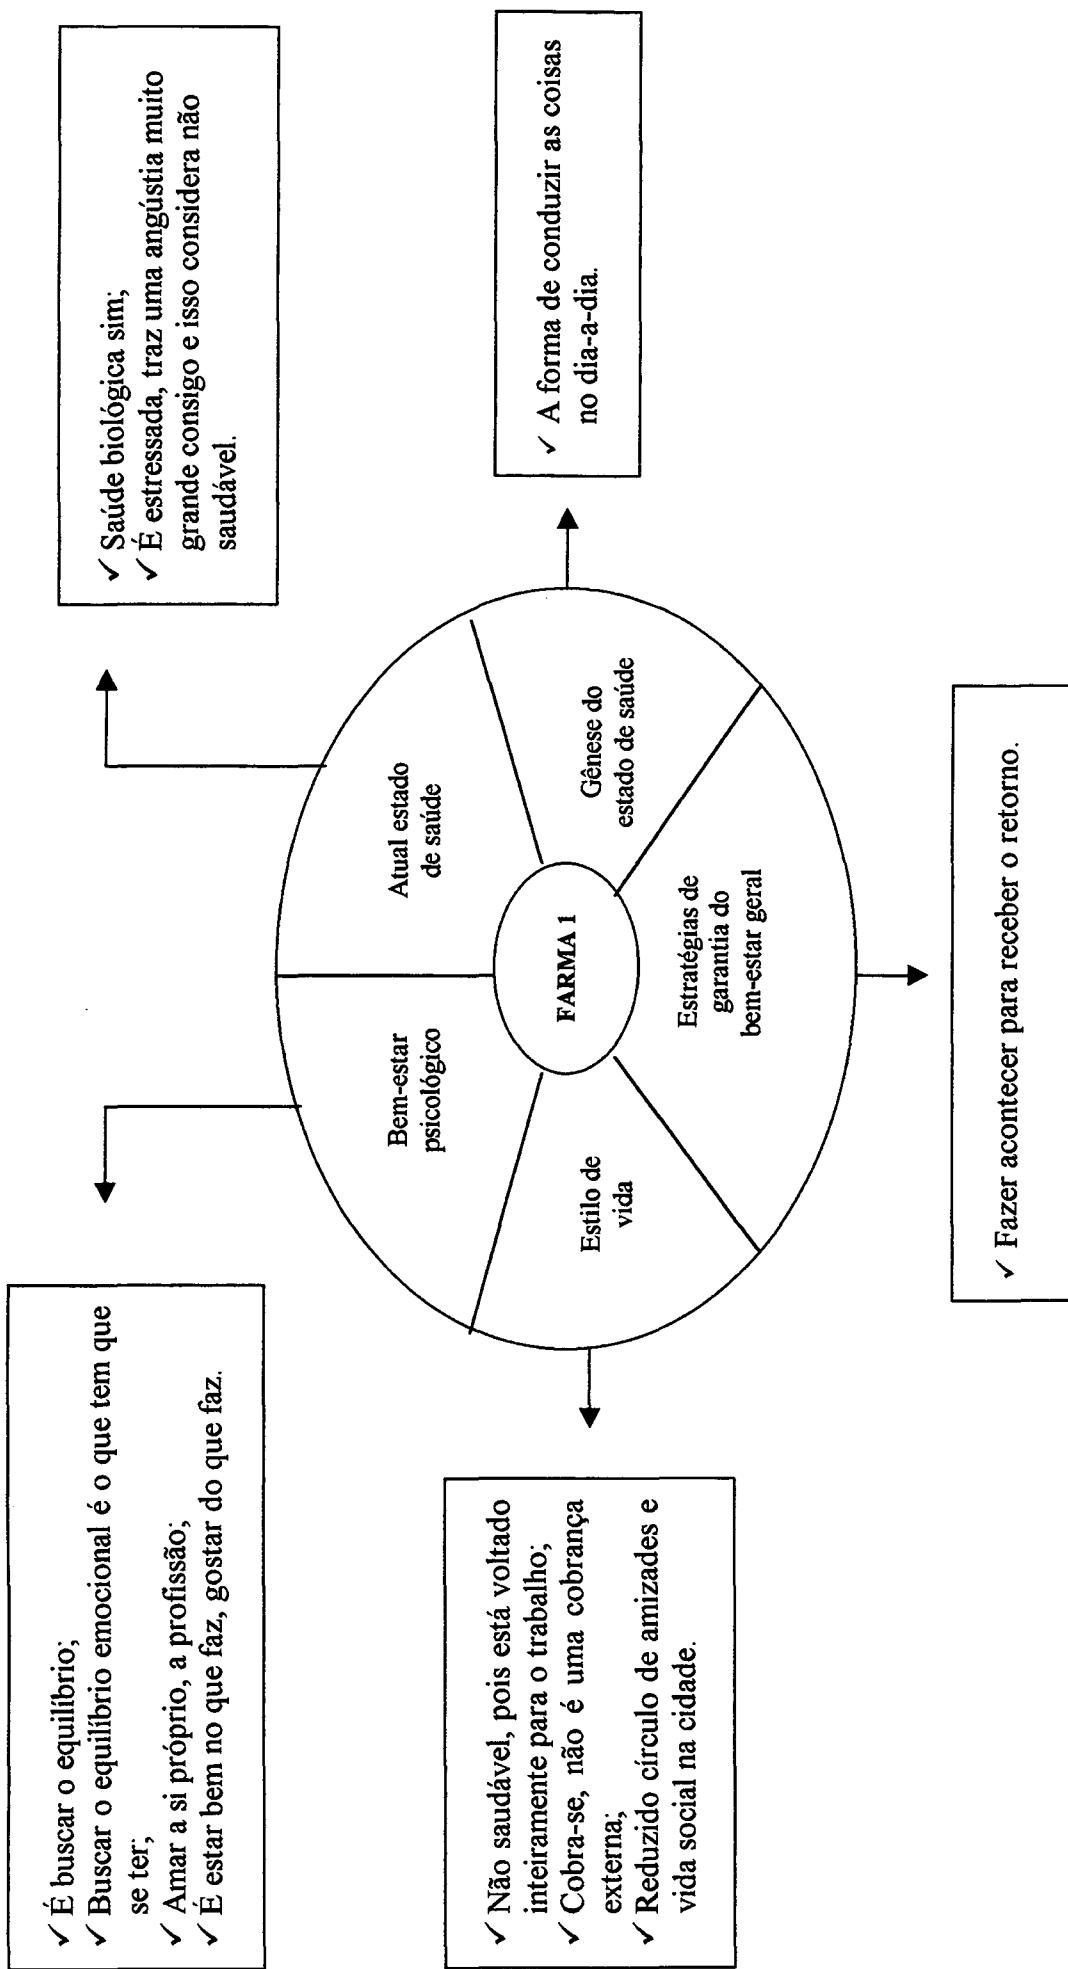 ✓ É buscar o equilíbrio;
✓ Buscar o equilíbrio emocional é o que tem que
se ter;
✓ Amar a si próprio, a profissão;
✓ É estar bem no que faz, gostar do que faz.
✓ Saúde biológica sim;
✓ É estressada, traz uma angústia muito
grande consigo e isso considera não
saudável.
Bem-estar
psicológico
Atual estado
de saúde
FARMA 1
Estilo de
vida
Gênese do
estado de saúde
Estratégias de
garantia do
bem-estar geral
✓ Não saudável, pois está voltado
inteiramente para o trabalho;
✓ Cobra-se, não é uma cobrança
externa;
✓ Reduzido círculo de amizades e
vida social na cidade.
✓ A forma de conduzir as coisas
no dia-a-dia.
✓ Fazer acontecer para receber o retorno.